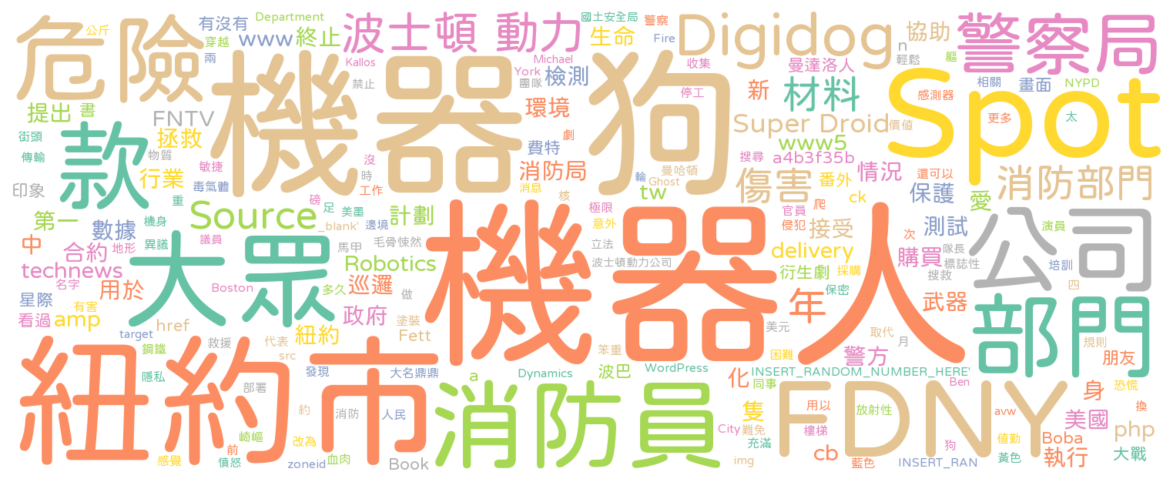 公斤
有沒有
Department
國土安全局
警察
危險
穿越
www
終止
波士頓 動力
生命
Fire
Digidog
協助
n
警察局
兩
Kallos
Michael
York
團隊
檢測
收集
曼達洛人
輕鬆
軀
提出
書
機器狗
禁止
環境
停工
新
材料
相關
畫面
NYPD
感測器
Spot
FNTV
街頭
款
拯救
劇
費特
Super Droid
價值
更多
太
傳輸
物質
敏捷
沒
消防局
曼哈頓
搜尋
www5
a4b3f35b
情況
消防部門
印象
行業
毒氣體
時
工作
消息
輪
Ghost
tw
傷害
番外
還可以
保護
第一
重
磅
足
美墨
核
極限
官員
爬
ck
愛
數據
Source
_blank'
計劃
邊境
意外
侵犯
接受
測試
演員
中
合約
機身
地形
異議
議員
馬甲
毛骨悚然
立法
機器人
次
隊長
標誌性
公司
technews
名字
大眾
Robotics
波士頓動力公司
delivery
購買
搜救
培訓
星際
用於
Boston
多久
巡邏
做
衍生劇
採購
四
看過
有害
保密
amp
href
政府
塗裝
年
武器
部門
target
鋼鐵
救援
代表
紐約
Fett
美元
取代
月
規則
朋友
隱私
src
笨重
困難
警方
發現
大名鼎鼎
Dynamics
波巴
WordPress
INSERT_RANDOM_NUMBER_HERE'
恐慌
紐約市
部署
a
化
同事
Ben
身
約
消防
人民
消防員
用以
放射性
FDNY
avw
美國
換
崎嶇
隻
前
改為
City
難免
樓梯
值勤
php
感覺
憤怒
充滿
Boba
大戰
zoneid
血肉
Book
img
cb
藍色
狗
INSERT_RAN
黃色
執行